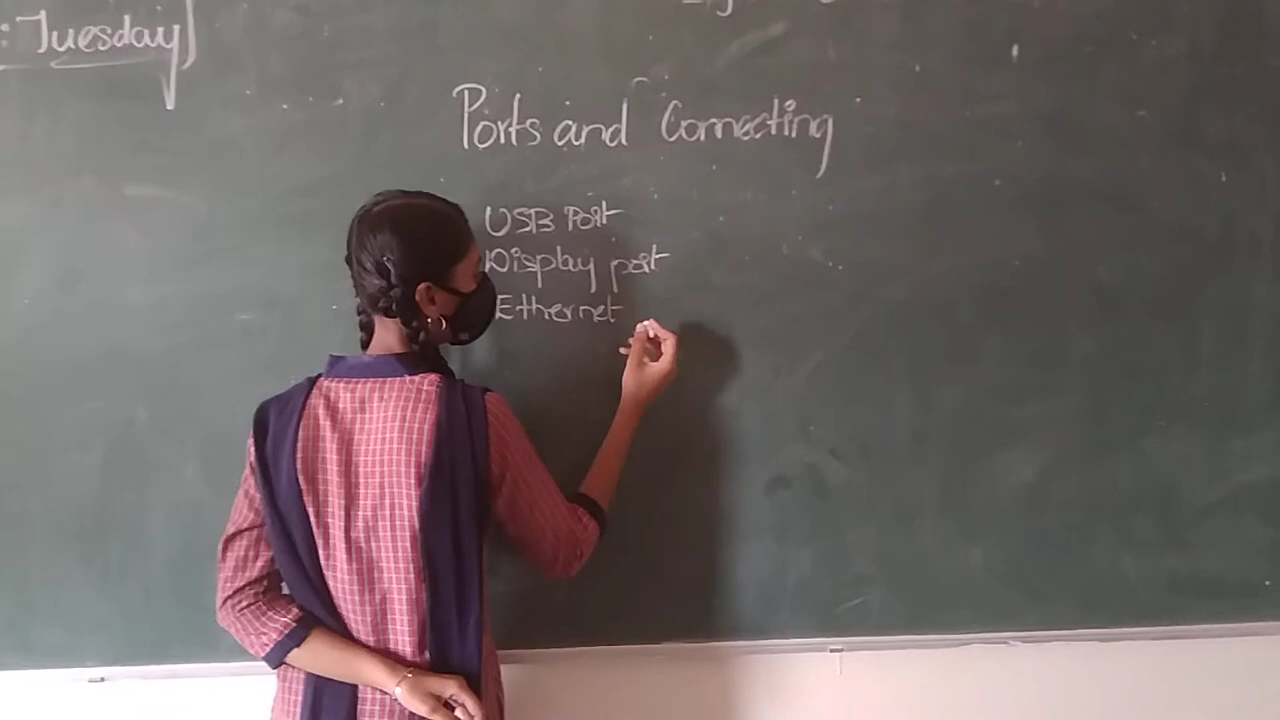 : Tuesday
Ports and Connecting
USB Port
Display port
Ethernet